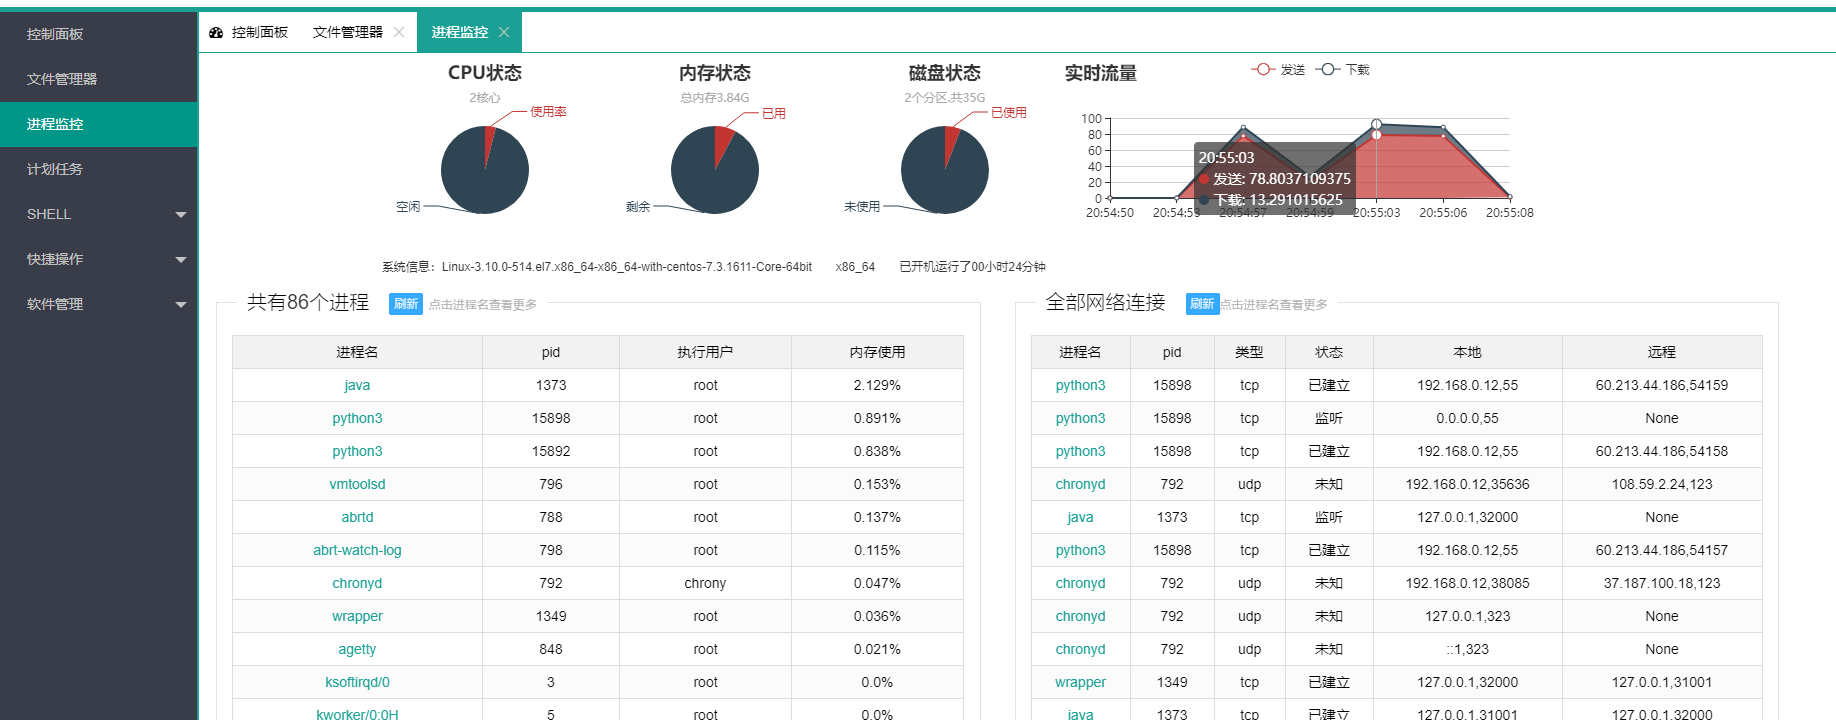 控制面板
文件管理器
进程监控
计划任务
SHELL
快捷操作
软件管理
控制面板 文件管理器 进程监控
CPU状态
2核心
使用率
空闲
内存状态
总内存3.84G
已用
剩余
磁盘状态
2个分区,共35G
已使用
未使用
实时流量
发送 下载
100
80
60
40
20
0
20:55:03
发送: 78.8037109375
下载: 13.291015625
20:54:50 20:54:53 20:54:57 20:54:59 20:55:03 20:55:06 20:55:08
系统信息: Linux-3.10.0-514.el7.x86_64-x86_64-with-centos-7.3.1611-Core-64bit x86_64 已开机运行了00小时24分钟
共有86个进程 刷新 点击进程名查看更多
进程名 pid 执行用户 内存使用
java 1373 root 2.129%
python3 15898 root 0.891%
python3 15892 root 0.838%
vmtoolsd 796 root 0.153%
abrtd 788 root 0.137%
abrt-watch-log 798 root 0.115%
chronyd 792 chrony 0.047%
wrapper 1349 root 0.036%
agetty 848 root 0.021%
ksoftirqd/0 3 root 0.0%
kworker/0:0H 5 root 0.0%
全部网络连接 刷新 点击进程名查看更多
进程名 pid 类型 状态 本地 远程
python3 15898 tcp 已建立 192.168.0.12,55 60.213.44.186,54159
python3 15898 tcp 监听 0.0.0.0,55 None
python3 15898 tcp 已建立 192.168.0.12,55 60.213.44.186,54158
chronyd 792 udp 未知 192.168.0.12,35636 108.59.2.24,123
java 1373 tcp 监听 127.0.0.1,32000 None
python3 15898 tcp 已建立 192.168.0.12,55 60.213.44.186,54157
chronyd 792 udp 未知 192.168.0.12,38085 37.187.100.18,123
chronyd 792 udp 未知 127.0.0.1,323 None
chronyd 792 udp 未知 ::1,323 None
wrapper 1349 tcp 已建立 127.0.0.1,32000 127.0.0.1,31001
java 1373 tcp 已建立 127.0.0.1,31001 127.0.0.1,32000